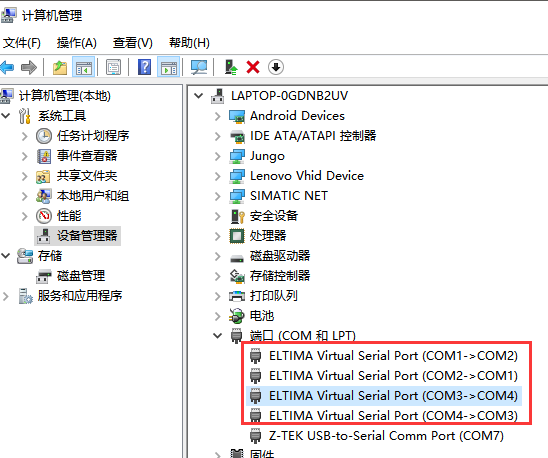 计算机管理
文件(F) 操作(A) 查看(V) 帮助(H)
计算机管理(本地)
系统工具
任务计划程序
事件查看器
共享文件夹
本地用户和组
性能
设备管理器
存储
磁盘管理
服务和应用程序
LAPTOP-0GDNB2UV
Android Devices
IDE ATA/ATAPI 控制器
Jungo
Lenovo Vhid Device
SIMATIC NET
安全设备
处理器
磁盘驱动器
存储控制器
打印队列
电池
端口 (COM 和 LPT)
ELTIMA Virtual Serial Port (COM1->COM2)
ELTIMA Virtual Serial Port (COM2->COM1)
ELTIMA Virtual Serial Port (COM3->COM4)
ELTIMA Virtual Serial Port (COM4->COM3)
Z-TEK USB-to-Serial Comm Port (COM7)
固件